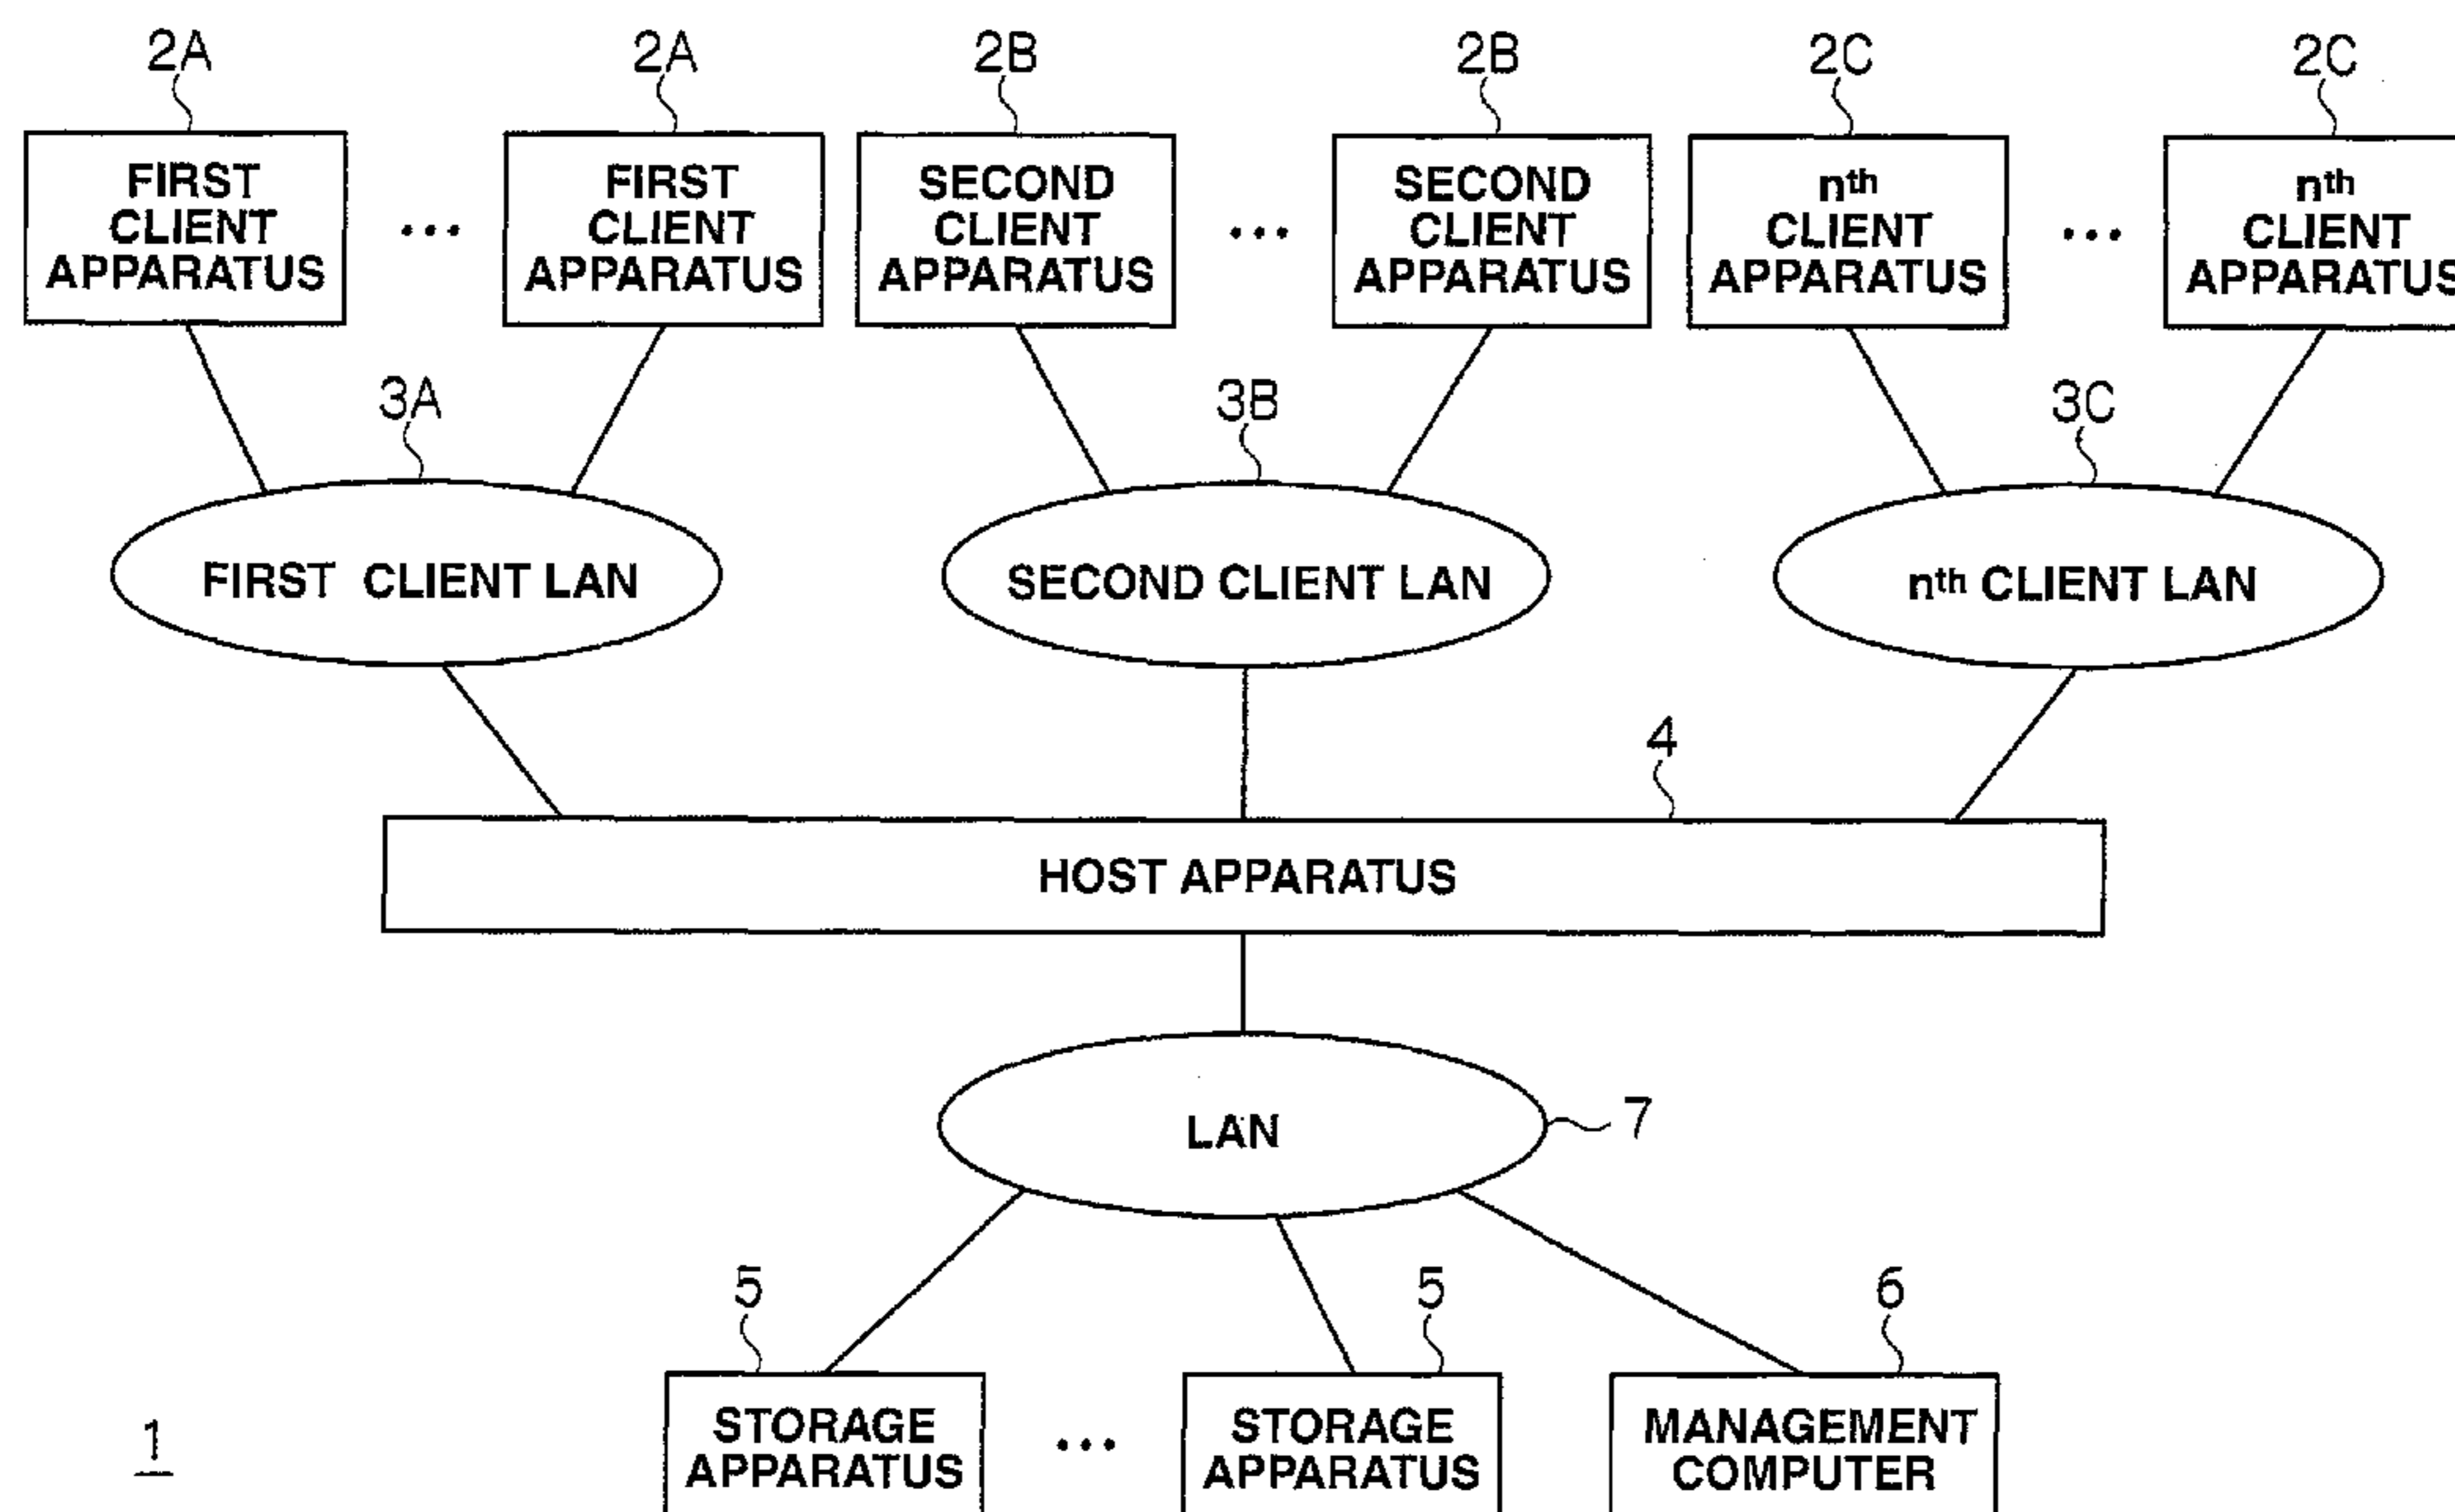 2A 2A 2B 2B 2C 2C
FIRST
CLIENT
APPARATUS
...
FIRST
CLIENT
APPARATUS
SECOND
CLIENT
APPARATUS
...
SECOND
CLIENT
APPARATUS
nth
CLIENT
APPARATUS
...
nth
CLIENT
APPARATUS
3A 3B 3C
FIRST CLIENT LAN
SECOND CLIENT LAN
nth CLIENT LAN
4
HOST APPARATUS
LAN
7
5 5 6
STORAGE
APPARATUS
...
STORAGE
APPARATUS
MANAGEMENT
COMPUTER
1